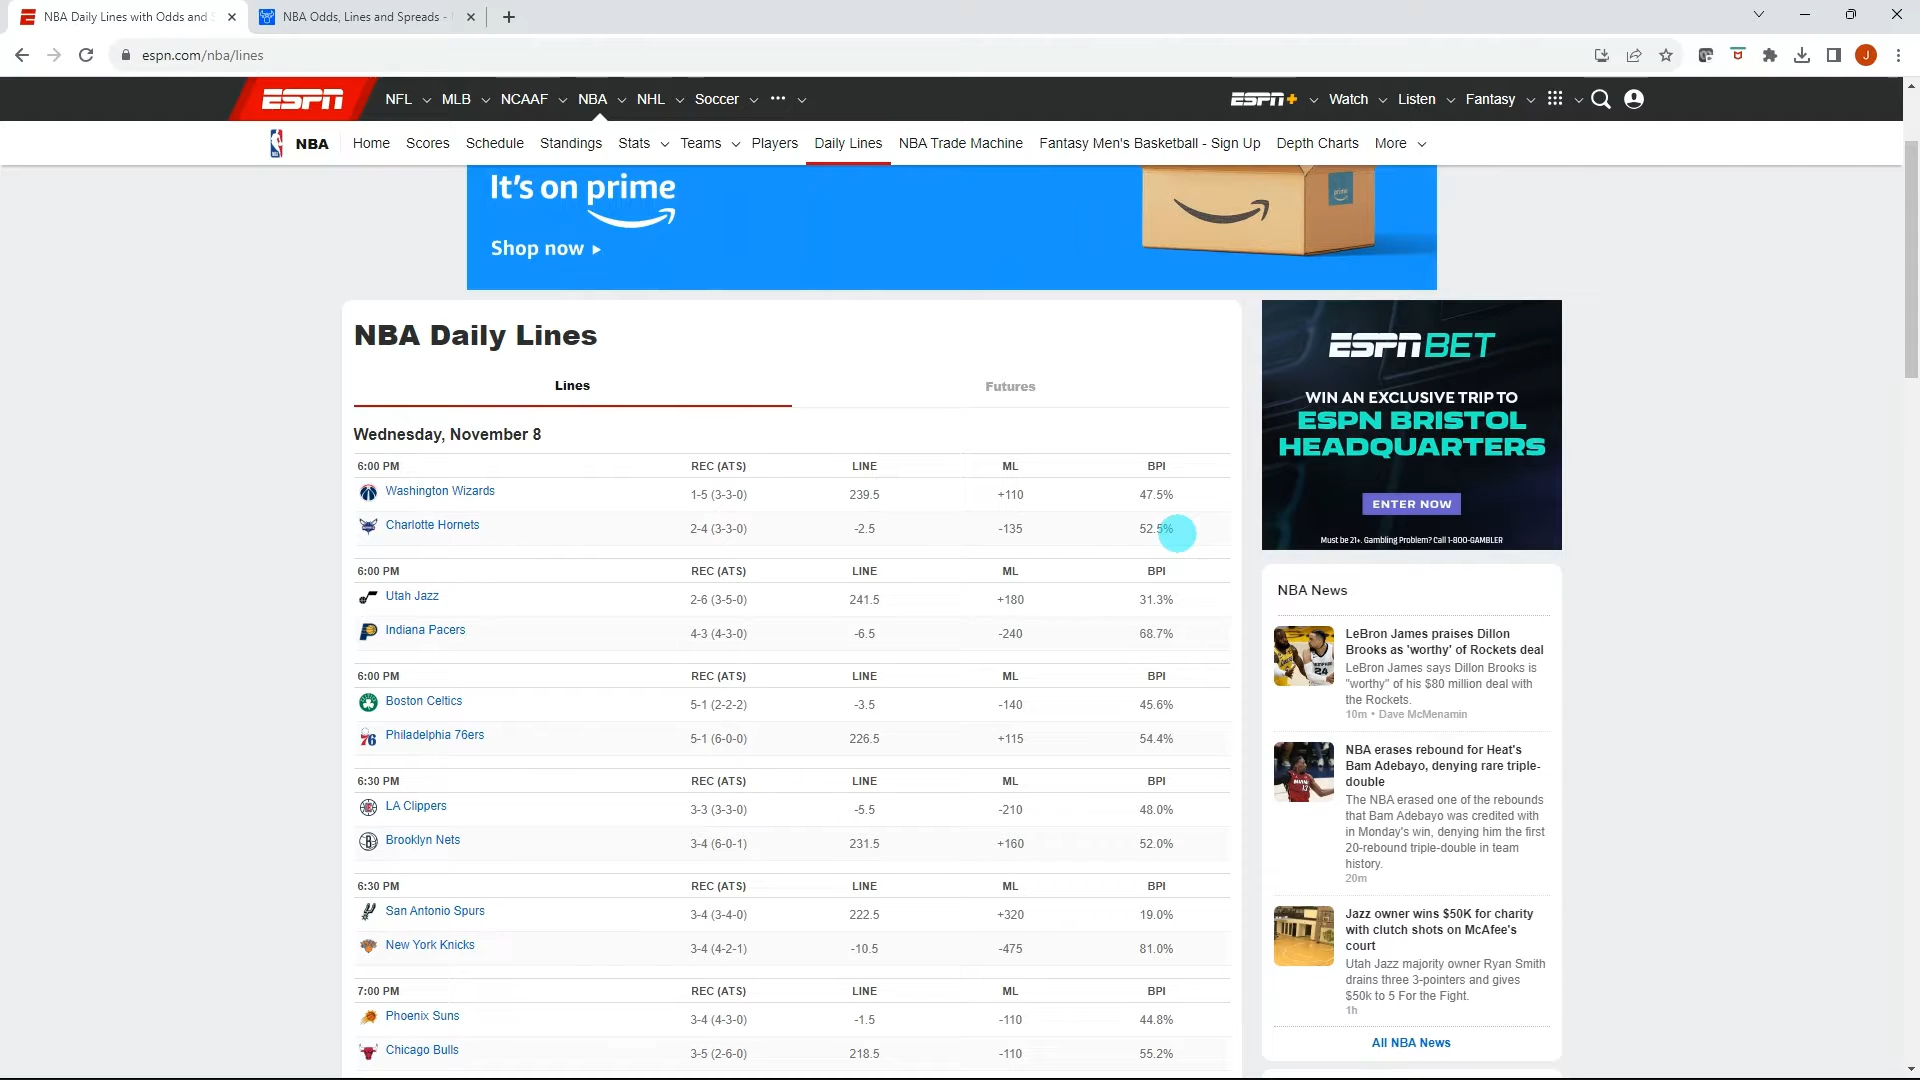 NBA Daily Lines with Odds and S
NBA Odds, Lines and Spreads -
espn.com/nba/lines
J
ESPN NFL MLB NCAAF NBA NHL Soccer ESPN+ Watch Listen Fantasy
NBA Home Scores Schedule Standings Stats Teams Players Daily Lines NBA Trade Machine Fantasy Men's Basketball - Sign Up Depth Charts More
It's on prime
Shop now
prime
NBA Daily Lines
Lines Futures
Wednesday, November 8
6:00 PM REC (ATS) LINE ML BPI
Washington Wizards 1-5 (3-3-0) 239.5 +110 47.5%
Charlotte Hornets 2-4 (3-3-0) -2.5 -135 52.5%
6:00 PM REC (ATS) LINE ML BPI
Utah Jazz 2-6 (3-5-0) 241.5 +180 31.3%
Indiana Pacers 4-3 (4-3-0) -6.5 -240 68.7%
6:00 PM REC (ATS) LINE ML BPI
Boston Celtics 5-1 (2-2-2) -3.5 -140 45.6%
76 Philadelphia 76ers 5-1 (6-0-0) 226.5 +115 54.4%
6:30 PM REC (ATS) LINE ML BPI
LA Clippers 3-3 (3-3-0) -5.5 -210 48.0%
B Brooklyn Nets 3-4 (6-0-1) 231.5 +160 52.0%
6:30 PM REC (ATS) LINE ML BPI
San Antonio Spurs 3-4 (3-4-0) 222.5 +320 19.0%
New York Knicks 3-4 (4-2-1) -10.5 -475 81.0%
7:00 PM REC (ATS) LINE ML BPI
Phoenix Suns 3-4 (4-3-0) -1.5 -110 44.8%
Chicago Bulls 3-5 (2-6-0) 218.5 -110 55.2%
ESPN BET
WIN AN EXCLUSIVE TRIP TO
ESPN BRISTOL
HEADQUARTERS
ENTER NOW
Must be 21+. Gambling Problem? Call 1-800-GAMBLER
NBA News
LeBron James praises Dillon
Brooks as 'worthy' of Rockets deal
LeBron James says Dillon Brooks is
"worthy" of his $80 million deal with
the Rockets.
10m • Dave McMenamin
NBA erases rebound for Heat's
Bam Adebayo, denying rare triple-
double
The NBA erased one of the rebounds
that Bam Adebayo was credited with
in Monday's win, denying him the first
20-rebound triple-double in team
history.
20m
Jazz owner wins $50K for charity
with clutch shots on McAfee's
court
Utah Jazz majority owner Ryan Smith
drains three 3-pointers and gives
$50k to 5 For the Fight.
1h
All NBA News